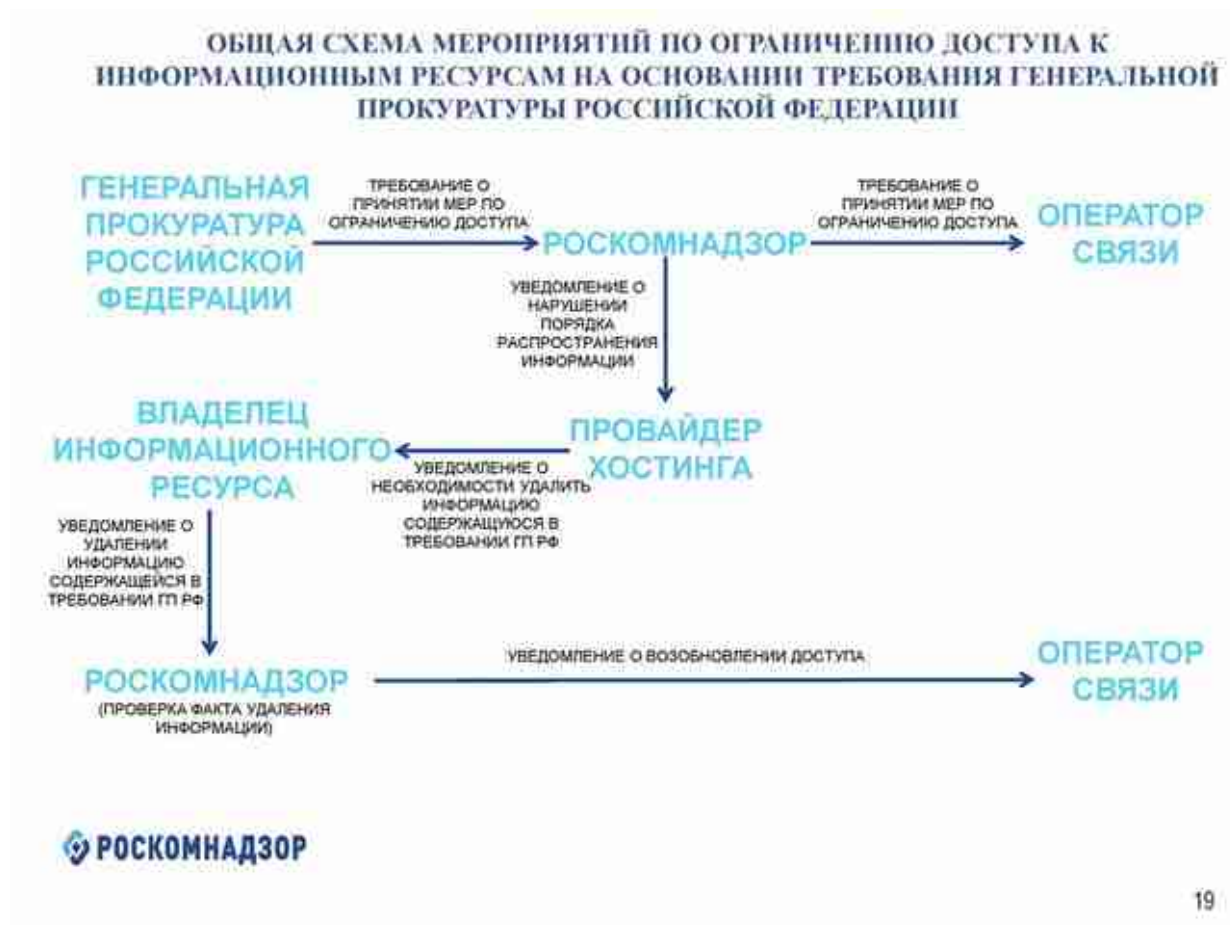 ОБЩАЯ СХЕМА МЕРОПРИЯТИЙ ПО ОГРАНИЧЕНИЮ ДОСТУПА К
ИНФОРМАЦИОННЫМ РЕСУРСАМ НА ОСНОВАНИИ ТРЕБОВАНИЯ ГЕНЕРАЛЬНОЙ
ПРОКУРАТУРЫ РОССИЙСКОЙ ФЕДЕРАЦИИ
ГЕНЕРАЛЬНАЯ
ПРОКУРАТУРА
РОССИЙСКОЙ
ФЕДЕРАЦИИ
ТРЕБОВАНИЕ О
ПРИНЯТИИ МЕР ПО
ОГРАНИЧЕНИЮ ДОСТУПА
РОСКОМНАДЗОР
ТРЕБОВАНИЕ О
ПРИНЯТИИ МЕР ПО
ОГРАНИЧЕНИЮ ДОСТУПА
ОПЕРАТОР
СВЯЗИ
УВЕДОМЛЕНИЕ О
НАРУШЕНИИ
ПОРЯДКА
РАСПРОСТРАНЕНИЯ
ИНФОРМАЦИИ
ПРОВАЙДЕР
ХОСТИНГА
УВЕДОМЛЕНИЕ О
НЕОБХОДИМОСТИ УДАЛИТЬ
ИНФОРМАЦИЮ
СОДЕРЖАЩУЮСЯ В
ТРЕБОВАНИИ ГП РФ
ВЛАДЕЛЕЦ
ИНФОРМАЦИОННОГО
РЕСУРСА
УВЕДОМЛЕНИЕ О
УДАЛЕНИИ
ИНФОРМАЦИЮ
СОДЕРЖАЩЕЙСЯ В
ТРЕБОВАНИИ ГП РФ
РОСКОМНАДЗОР
(ПРОВЕРКА ФАКТА УДАЛЕНИЯ
ИНФОРМАЦИИ)
УВЕДОМЛЕНИЕ О ВОЗОБНОВЛЕНИИ ДОСТУПА
ОПЕРАТОР
СВЯЗИ
РОСКОМНАДЗОР
19